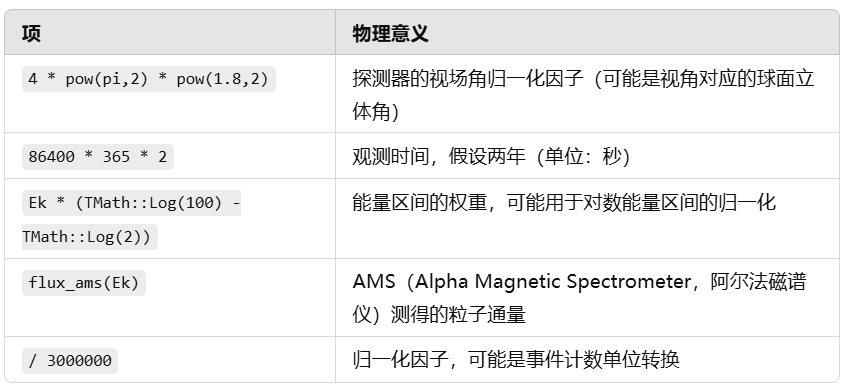 项 物理意义
4 * pow(pi,2) * pow(1.8,2) 探测器的视场角归一化因子（可能是视角对应的球面立
体角）
86400 * 365 * 2 观测时间，假设两年（单位：秒）
Ek * (TMath::Log(100) - 能量区间的权重，可能用于对数能量区间的归一化
TMath::Log(2))
flux_ams(Ek) AMS（Alpha Magnetic Spectrometer，阿尔法磁谱
仪）测得的粒子通量
/ 3000000 归一化因子，可能是事件计数单位转换